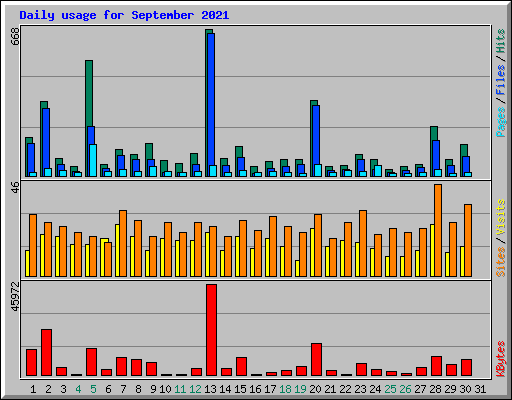 Daily usage for September 2021
668
Pages / Files / Hits
46
Sites / Visits
45972
KBytes
1 2 3 4 5 6 7 8 9 10 11 12 13 14 15 16 17 18 19 20 21 22 23 24 25 26 27 28 29 30 31